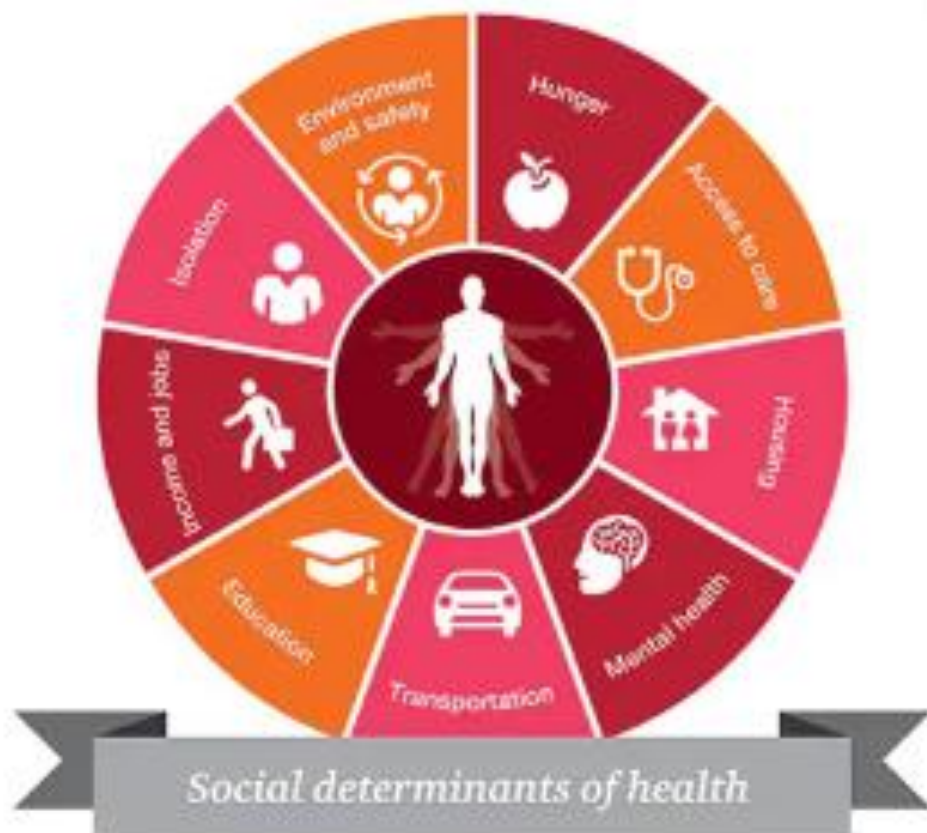 Hunger
Access to care
Housing
Mental health
Transportation
Education
Income and jobs
Isolation
Environment
and safety
Social determinants of health